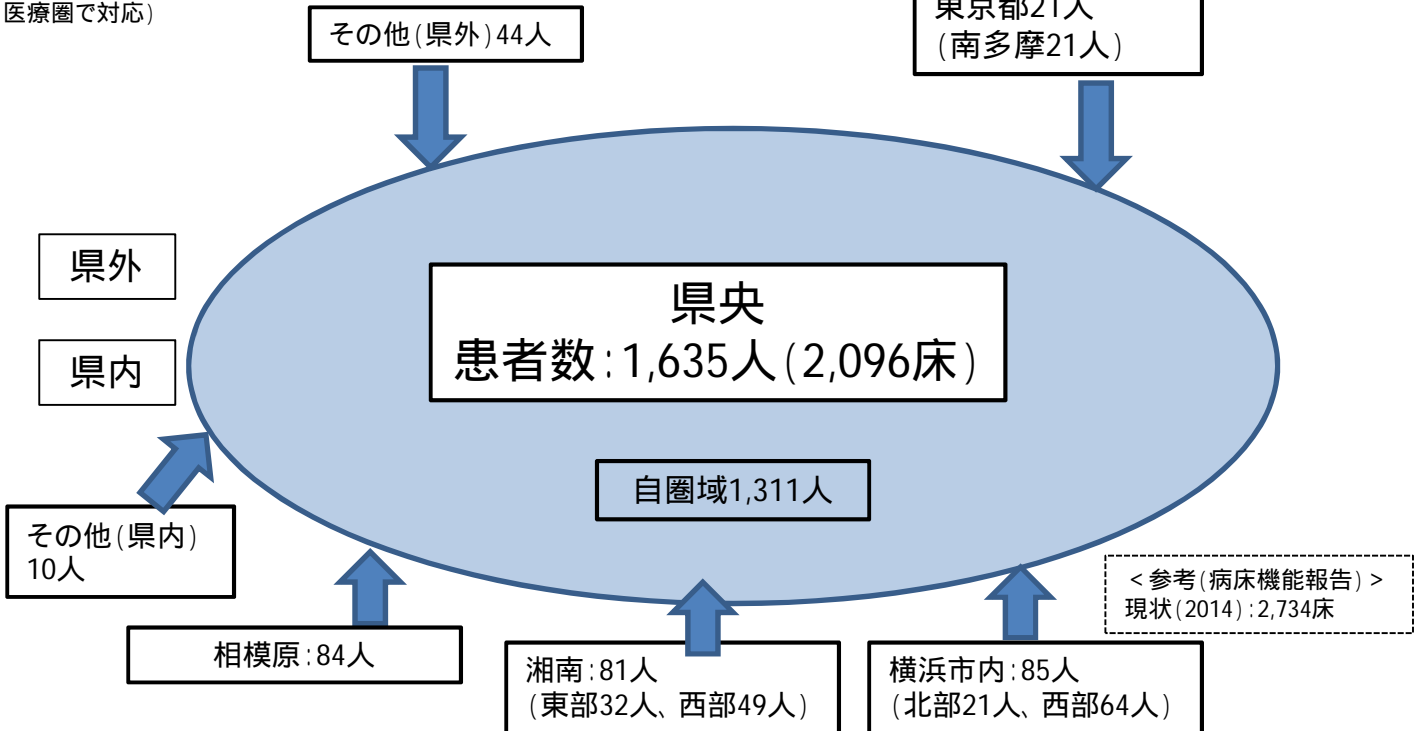 医療圏で対応)
その他(県外)44人
東京都21人
(南多摩21人)
県外
県央
患者数:1,635人(2,096床)
県内
自圏域1,311人
その他(県内)
10人
<参考(病床機能報告)>
現状(2014):2,734床
相模原:84人
湘南:81人
(東部32人、西部49人)
横浜市内:85人
(北部21人、西部64人)